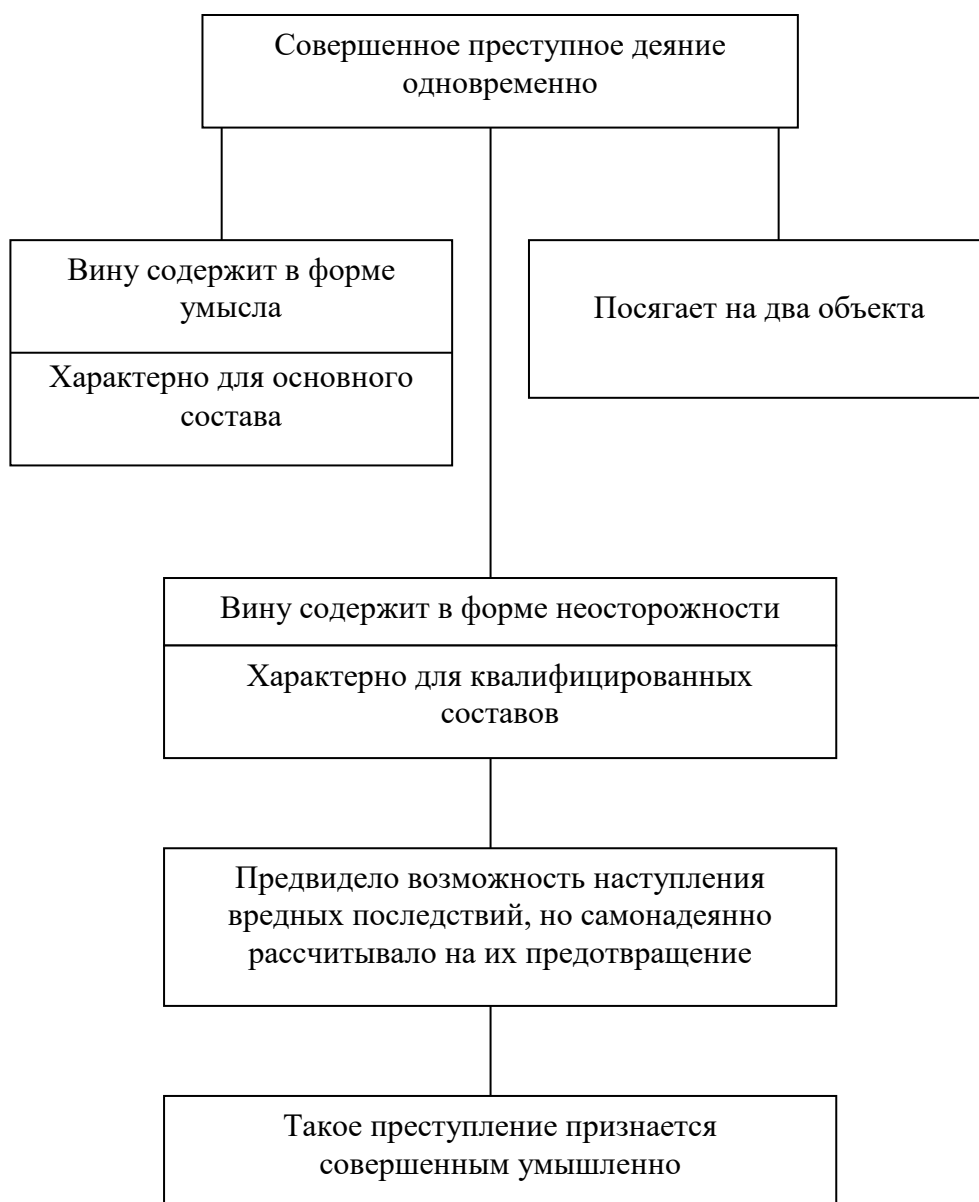 Совершенное преступное деяние
одновременно
Вину содержит в форме
умысла
Характерно для основного
состава
Посягает на два объекта
Вину содержит в форме неосторожности
Характерно для квалифицированных
составов
Предвидело возможность наступления
вредных последствий, но самонадеянно
рассчитывало на их предотвращение
Такое преступление признается
совершенным умышленно